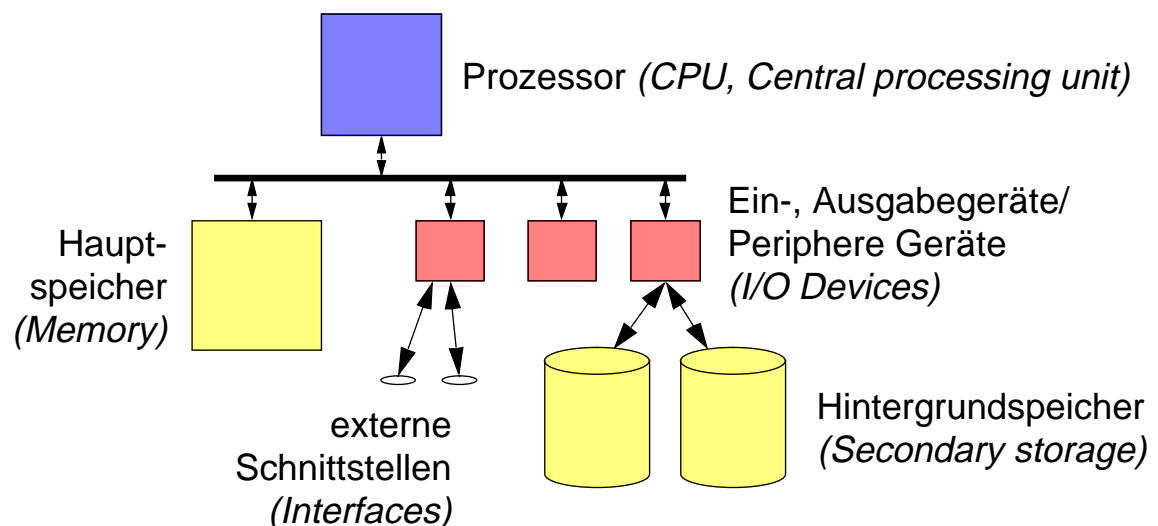 Prozessor (CPU, Central processing unit)
Haupt-
speicher
(Memory)
Ein-, Ausgabegeräte/
Periphere Geräte
(I/O Devices)
externe
Schnittstellen
(Interfaces)
Hintergrundspeicher
(Secondary storage)